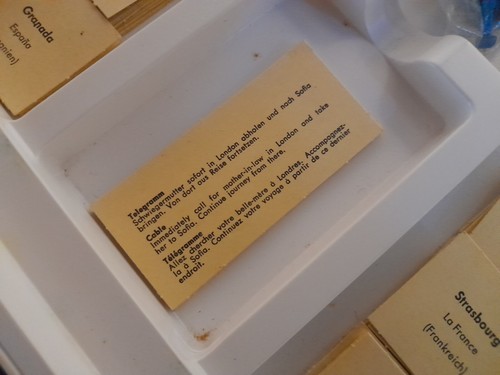 Granada
España
Telegramm
Schwiegermutter sofort in London abholen und nach Sofia
bringen. Von dort aus Reise fortsetzen.
Cable
Immediately call for mother-in-law in London and take
her to Sofia. Continue journey from there.
Télégramme
Allez chercher votre belle-mère à Londres, Accompagnez-
la à Sofia. Continuez votre voyage à partir de ce dernier
endroit.
Strasbourg
La France
(Frankreich)